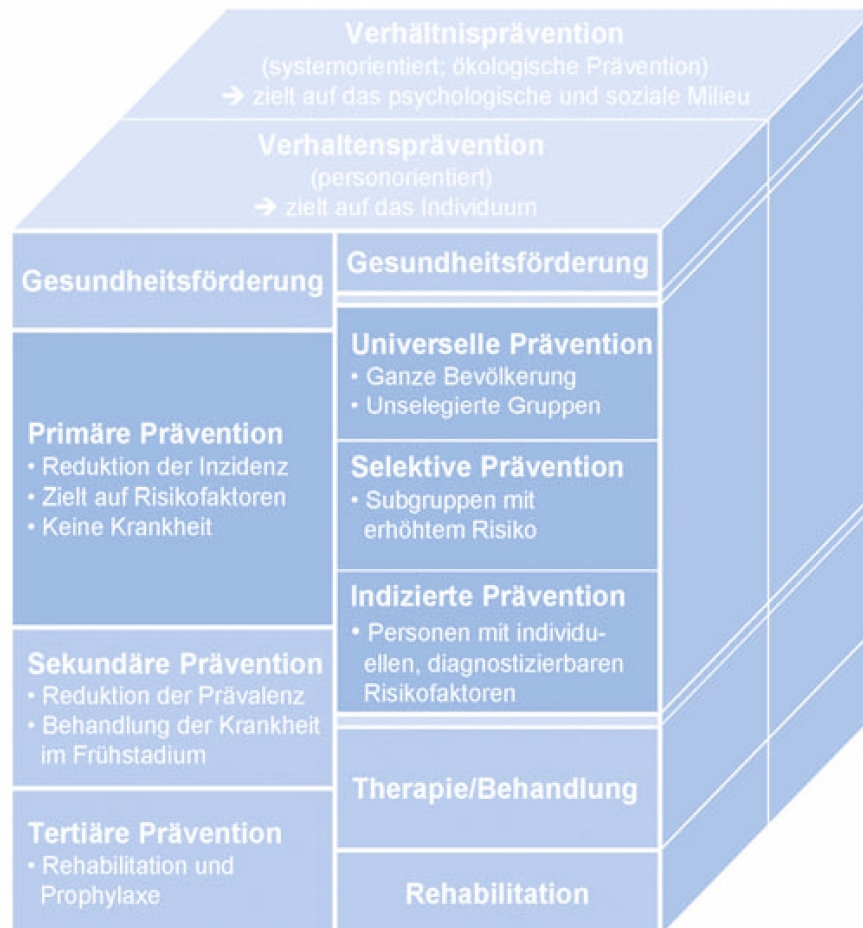 Verhältnisprävention
(systemorientiert; ökologische Prävention)
➔ zielt auf das psychologische und soziale Milieu
Verhaltensprävention
(personorientiert)
➔ zielt auf das Individuum
Gesundheitsförderung
Primäre Prävention
• Reduktion der Inzidenz
• Zielt auf Risikofaktoren
• Keine Krankheit
Sekundäre Prävention
• Reduktion der Prävalenz
• Behandlung der Krankheit
im Frühstadium
Tertiäre Prävention
• Rehabilitation und
Prophylaxe
Gesundheitsförderung
Universelle Prävention
• Ganze Bevölkerung
• Unselegierte Gruppen
Selektive Prävention
• Subgruppen mit
erhöhtem Risiko
Indizierte Prävention
• Personen mit individu-
ellen, diagnostizierbaren
Risikofaktoren
Therapie/Behandlung
Rehabilitation